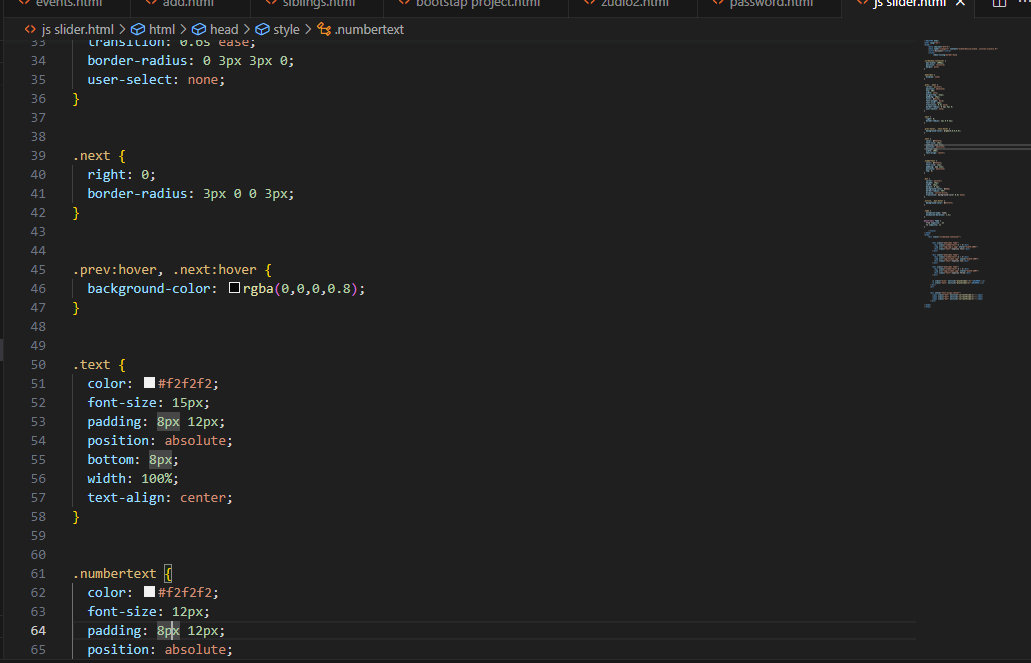 events.html add.html siblings.html bootstap project.html zudio2.html password.html js slider.html
js slider.html > html > head > style > .numbertext
33 transition: 0.6s ease;
34 border-radius: 0 3px 3px 0;
35 user-select: none;
36 }
37
38
39 .next {
40 right: 0;
41 border-radius: 3px 0 0 3px;
42 }
43
44
45 .prev:hover, .next:hover {
46 background-color: rgba(0,0,0,0.8);
47 }
48
49
50 .text {
51 color: #f2f2f2;
52 font-size: 15px;
53 padding: 8px 12px;
54 position: absolute;
55 bottom: 8px;
56 width: 100%;
57 text-align: center;
58 }
59
60
61 .numbertext {
62 color: #f2f2f2;
63 font-size: 12px;
64 padding: 8px 12px;
65 position: absolute;